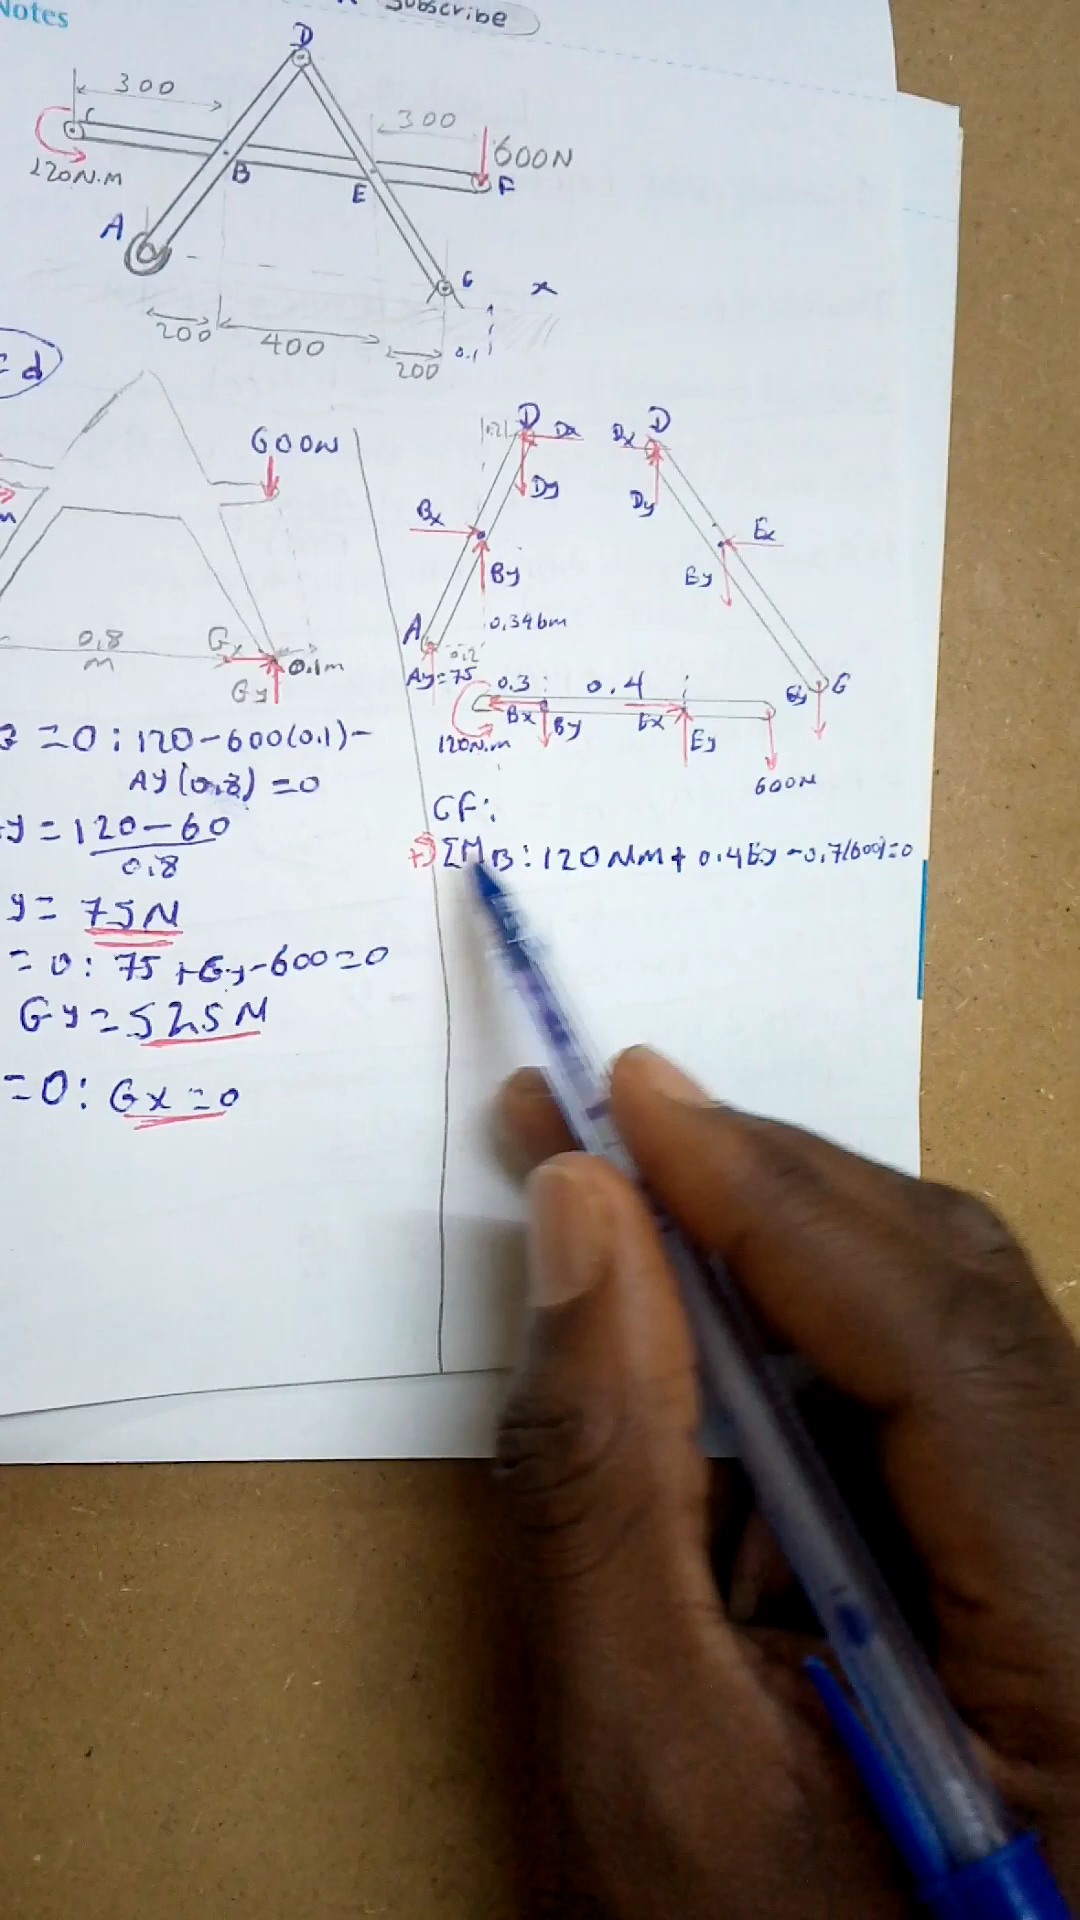 Notes
Subscribe
D
300
300
C
600N
120N.m
B
E
F
A
G
x
200
400
200
0.1
= d
600N
0,8
m
Gx
0.1m
Gy
=0: 120-600(0.1)-
AY(0.8)=0
y=120-60
0.8
y= 75N
=0: 75+Gy-600=0
Gy=525N
=0: Gx=0
D
Dx
Dx
D
Dy
Dy
Bx
Ex
By
Ey
0.346m
A
0.2
Ay=75
0.3
0.4
G
Bx
By
Ex
Ey
120N.m
600N
CF:
+ ΣMB: 120Nm+0.4Ey-0.7(600)=0